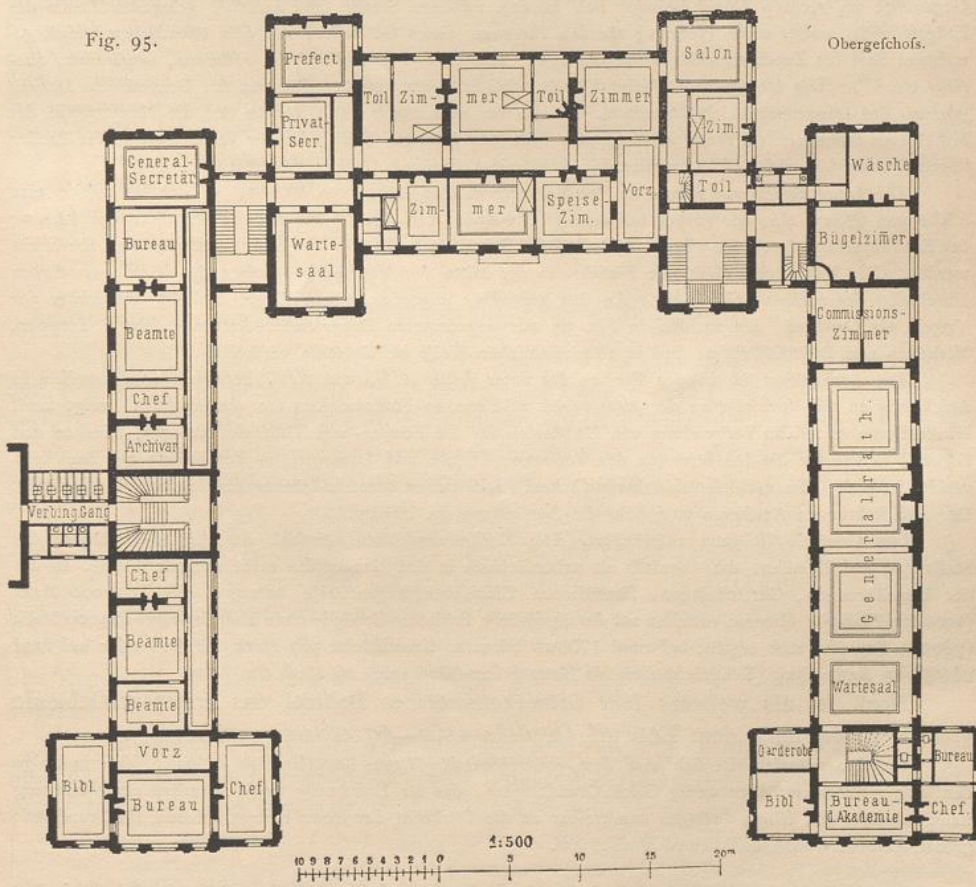 Fig. 95.
Obergeſchoſs.
Prefect
Toil
Zim-
mer
Toil
Zimmer
Salon
Privat-
Secr.
Zim.
General-
Secretär
Wäsche
Toil
Vorz.
Zim-
mer
Speise-
Zim.
Bureau
Warte-
saal
Bügelzim̅er
Beamte
Commissions-
Zimmer
Chef
Archivar
Generalrath.
Verbing.Gang
Chef
Beamte
Wartesaal
Beamte
Vorz
Garderobe
Bureau
Bibl.
Bureau
Chef
Bibl
Bureau-
d.Akademie
Chef.
1:500
10 9 8 7 6 5 4 3 2 1 0 5 10 15 20m